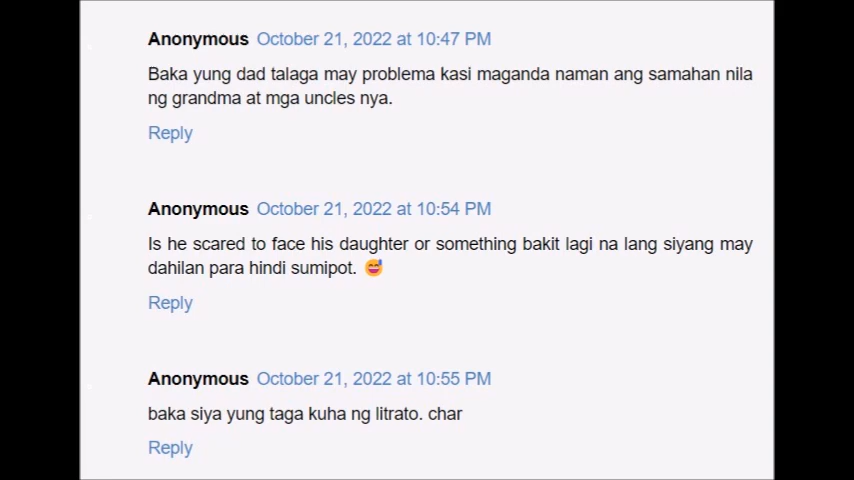 Anonymous October 21, 2022 at 10:47 PM
Baka yung dad talaga may problema kasi maganda naman ang samahan nila
ng grandma at mga uncles nya.
Reply
Anonymous October 21, 2022 at 10:54 PM
Is he scared to face his daughter or something bakit lagi na lang siyang may
dahilan para hindi sumipot. 😅
Reply
Anonymous October 21, 2022 at 10:55 PM
baka siya yung taga kuha ng litrato. char
Reply